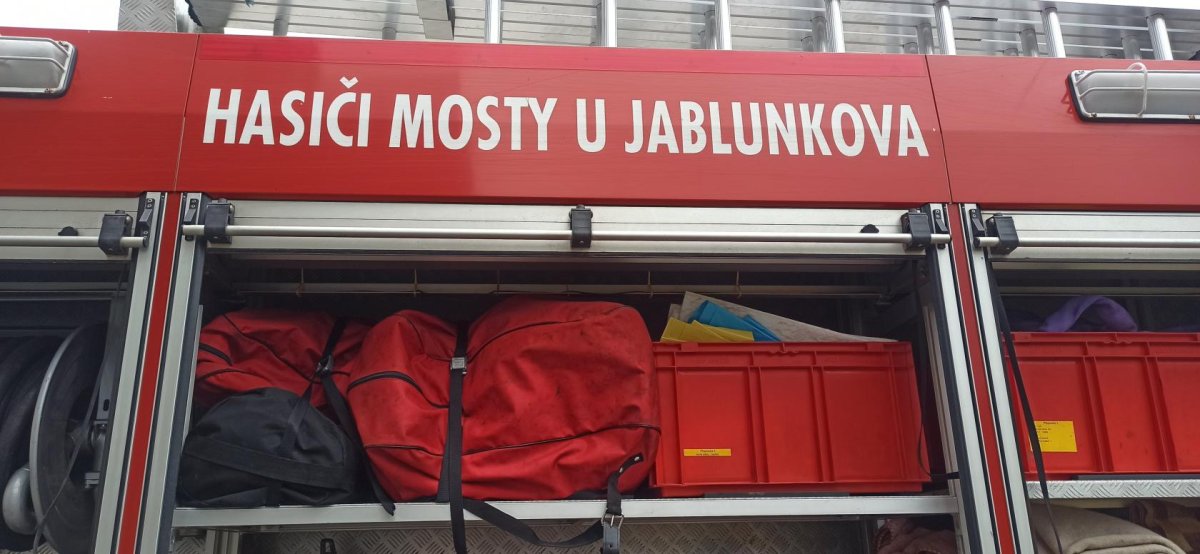 HASIČI MOSTY U JABLUNKOVA